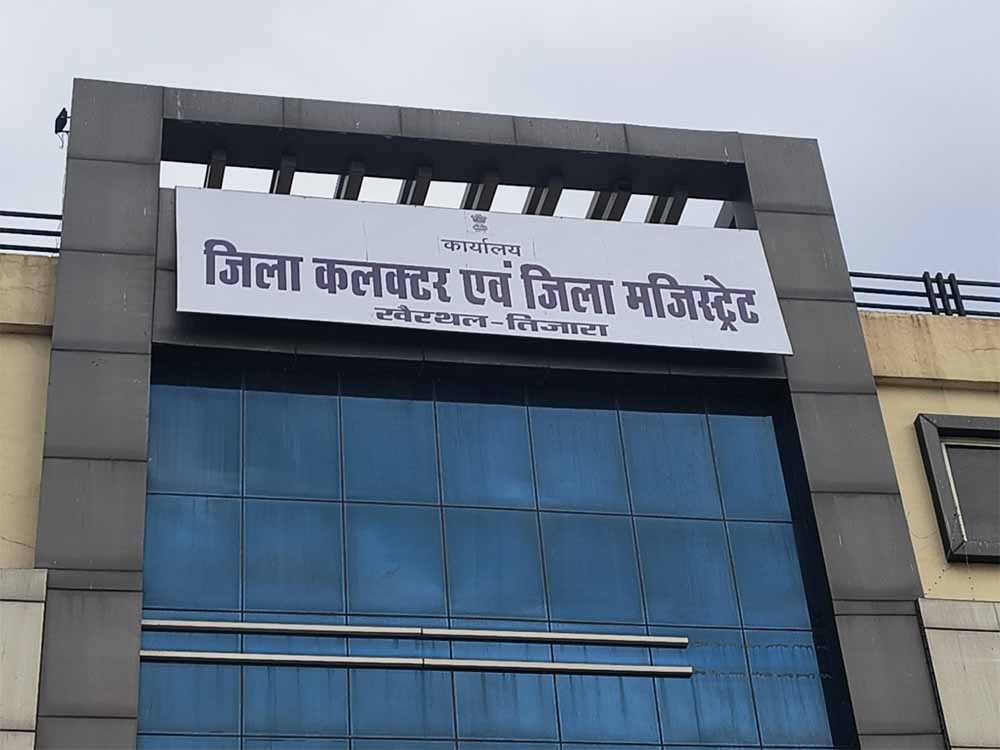 कार्यालय
जिला कलक्टर एवं जिला मजिस्ट्रेट
खैरथल-तिजारा